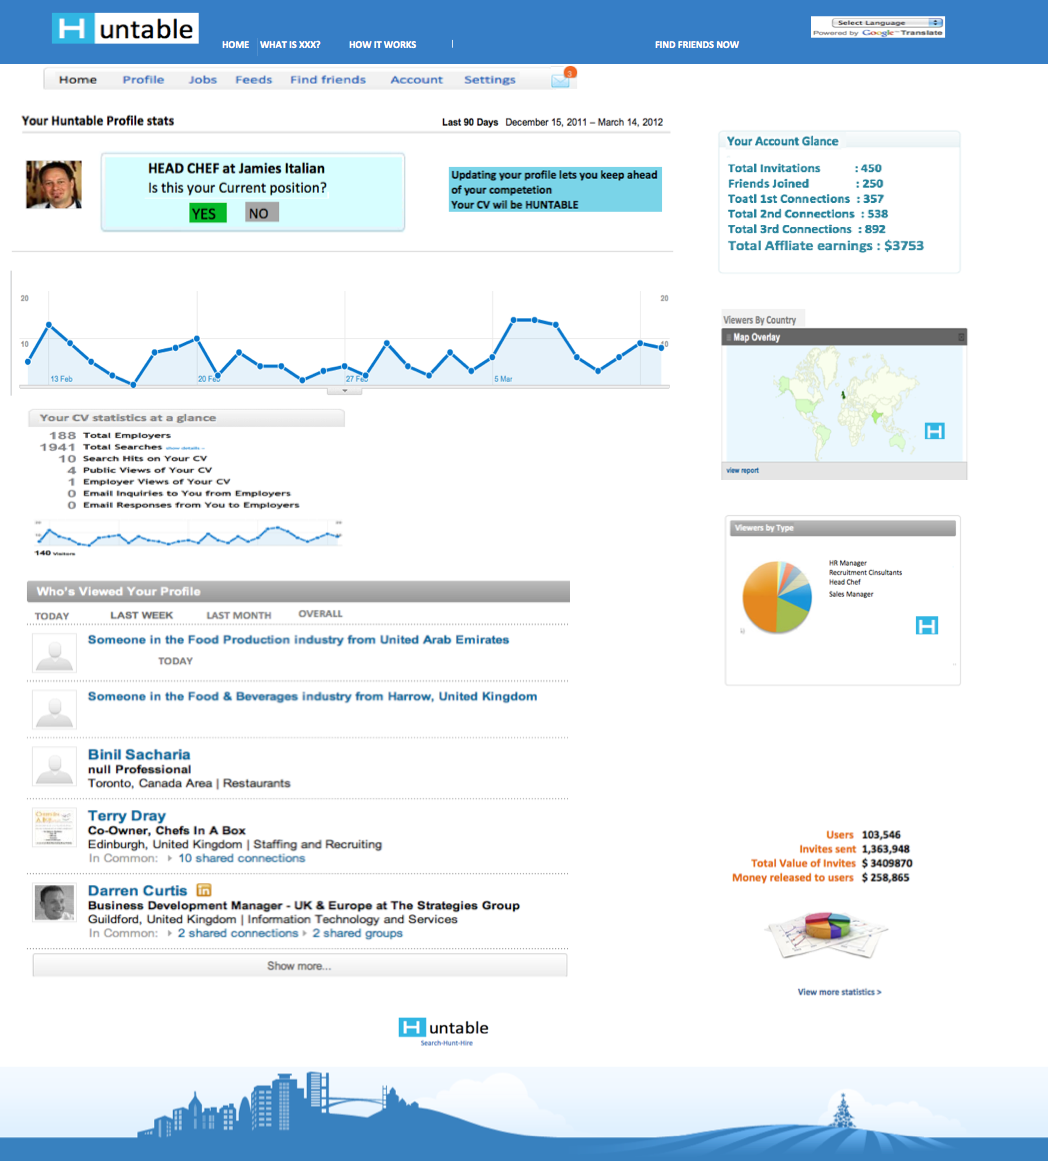 H untable
HOME WHAT IS XXX? HOW IT WORKS | FIND FRIENDS NOW
Select Language
Powered by Google™ Translate
Home Profile Jobs Feeds Find friends Account Settings 3
Your Huntable Profile stats
Last 90 Days December 15, 2011 – March 14, 2012
HEAD CHEF at Jamies Italian
Is this your Current position?
YES NO
Updating your profile lets you keep ahead
of your competetion
Your CV wil be HUNTABLE
Your Account Glance
Total Invitations : 450
Friends Joined : 250
Toatl 1st Connections : 357
Total 2nd Connections : 538
Total 3rd Connections : 892
Total Affliate earnings : $3753
20 20
10 10
13 Feb 20 Feb 27 Feb 5 Mar
Viewers By Country
Map Overlay
H
view report
Your CV statistics at a glance
188 Total Employers
1941 Total Searches show details
10 Search Hits on Your CV
4 Public Views of Your CV
1 Employer Views of Your CV
0 Email Inquiries to You from Employers
0 Email Responses from You to Employers
140 Visitors
Viewers by Type
HR Manager
Recruitment Cinsultants
Head Chef
Sales Manager
H
Who's Viewed Your Profile
TODAY LAST WEEK LAST MONTH OVERALL
Someone in the Food Production industry from United Arab Emirates
TODAY
Someone in the Food & Beverages industry from Harrow, United Kingdom
Binil Sacharia
null Professional
Toronto, Canada Area | Restaurants
Terry Dray
Co-Owner, Chefs In A Box
Edinburgh, United Kingdom | Staffing and Recruiting
In Common: 10 shared connections
Darren Curtis in
Business Development Manager - UK & Europe at The Strategies Group
Guildford, United Kingdom | Information Technology and Services
In Common: 2 shared connections 2 shared groups
Show more...
Users 103,546
Invites sent 1,363,948
Total Value of Invites $ 3409870
Money released to users $ 258,865
View more statistics >
H untable
Search-Hunt-Hire